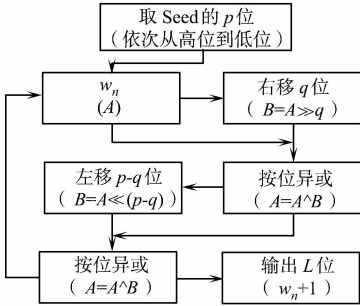 取 Seed的p位
（依次从高位到低位）
wn
(A)
右移 q位
（B=A≫q）
左移 p-q位
（B=A≪(p-q)）
按位异或
（A=A^B）
按位异或
（A=A^B）
输出L位
（wn+1）